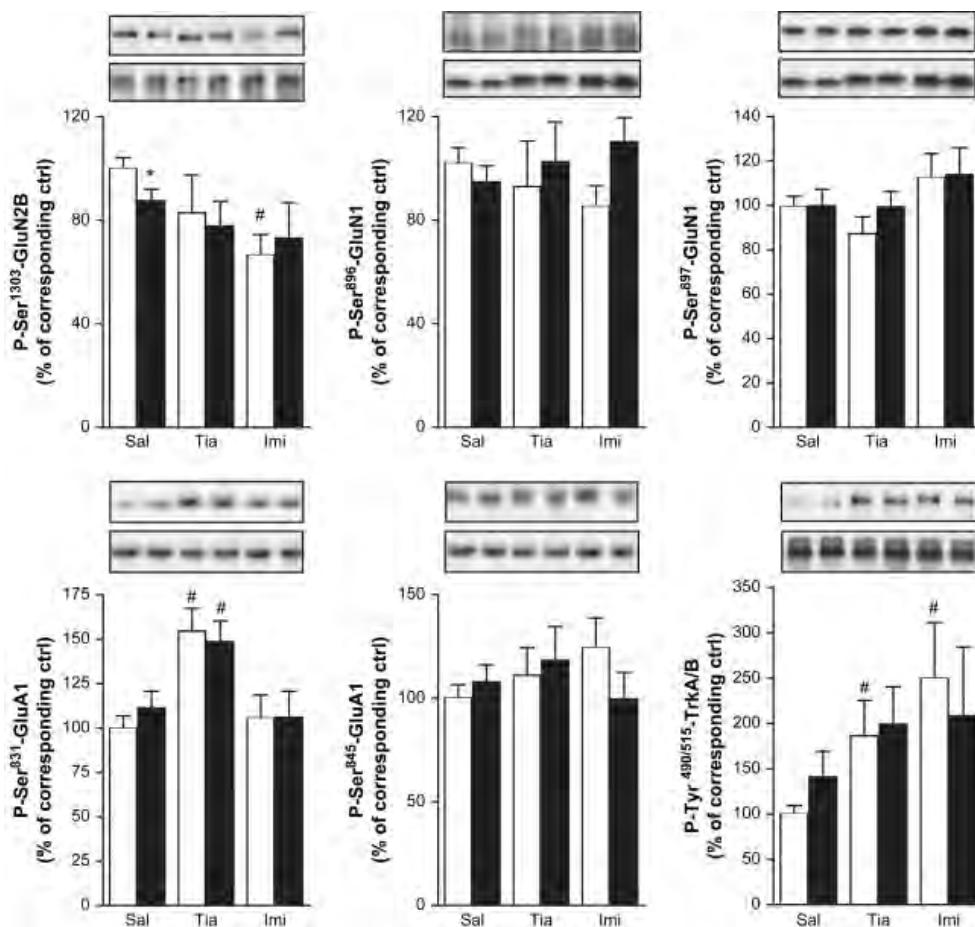 P-Ser1303-GluN2B
(% of corresponding ctrl)
120
80
40
0
*
#
Sal Tia Imi
P-Ser896-GluN1
(% of corresponding ctrl)
120
80
40
0
Sal Tia Imi
P-Ser897-GluN1
(% of corresponding ctrl)
140
120
100
80
60
40
20
0
Sal Tia Imi
P-Ser831-GluA1
(% of corresponding ctrl)
175
150
125
100
75
50
25
0
# #
Sal Tia Imi
P-Ser845-GluA1
(% of corresponding ctrl)
150
100
50
0
Sal Tia Imi
P-Tyr490/515-TrkA/B
(% of corresponding ctrl)
350
300
250
200
150
100
50
0
#
#
Sal Tia Imi